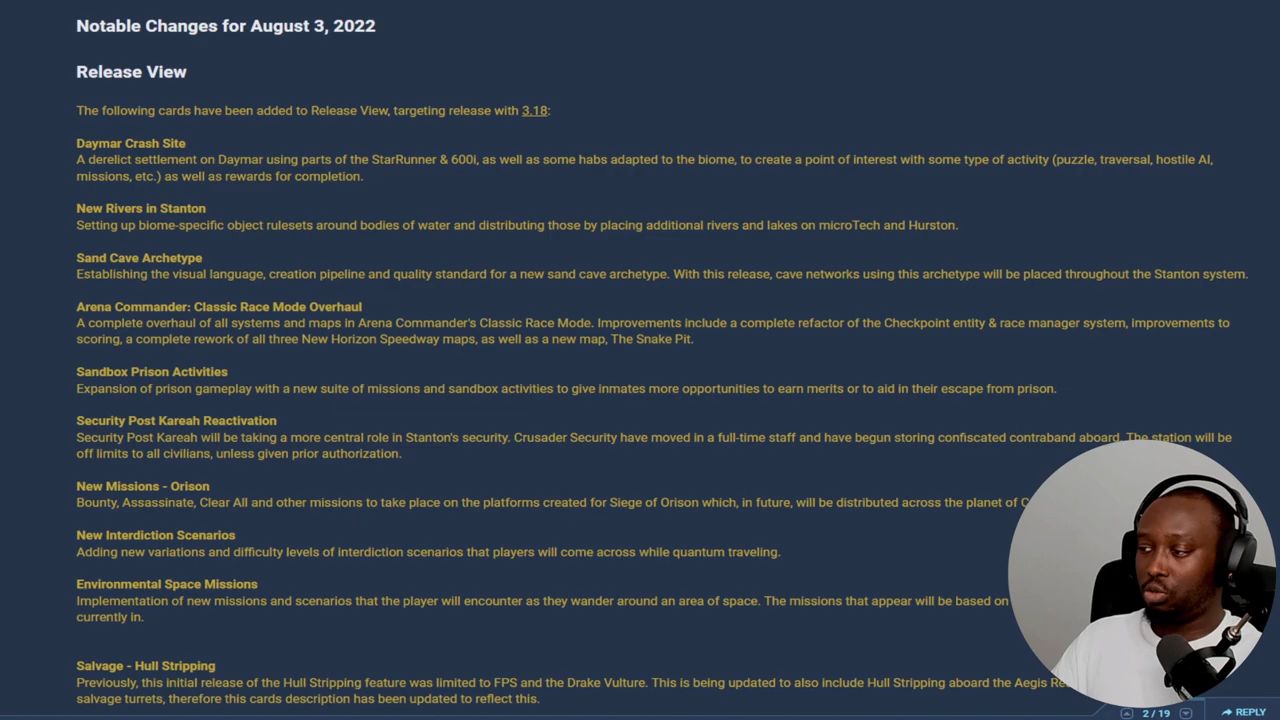 Notable Changes for August 3, 2022
Release View
The following cards have been added to Release View, targeting release with 3.18:
Daymar Crash Site
A derelict settlement on Daymar using parts of the StarRunner & 600i, as well as some habs adapted to the biome, to create a point of interest with some type of activity (puzzle, traversal, hostile AI,
missions, etc.) as well as rewards for completion.
New Rivers in Stanton
Setting up biome-specific object rulesets around bodies of water and distributing those by placing additional rivers and lakes on microTech and Hurston.
Sand Cave Archetype
Establishing the visual language, creation pipeline and quality standard for a new sand cave archetype. With this release, cave networks using this archetype will be placed throughout the Stanton system.
Arena Commander: Classic Race Mode Overhaul
A complete overhaul of all systems and maps in Arena Commander's Classic Race Mode. Improvements include a complete refactor of the Checkpoint entity & race manager system, improvements to
scoring, a complete rework of all three New Horizon Speedway maps, as well as a new map, The Snake Pit.
Sandbox Prison Activities
Expansion of prison gameplay with a new suite of missions and sandbox activities to give inmates more opportunities to earn merits or to aid in their escape from prison.
Security Post Kareah Reactivation
Security Post Kareah will be taking a more central role in Stanton's security. Crusader Security have moved in a full-time staff and have begun storing confiscated contraband aboard. The station will be
off limits to all civilians, unless given prior authorization.
New Missions - Orison
Bounty, Assassinate, Clear All and other missions to take place on the platforms created for Siege of Orison which, in future, will be distributed across the planet of
New Interdiction Scenarios
Adding new variations and difficulty levels of interdiction scenarios that players will come across while quantum traveling.
Environmental Space Missions
Implementation of new missions and scenarios that the player will encounter as they wander around an area of space. The missions that appear will be based on
currently in.
Salvage - Hull Stripping
Previously, this initial release of the Hull Stripping feature was limited to FPS and the Drake Vulture. This is being updated to also include Hull Stripping aboard the Aegis
salvage turrets, therefore this cards description has been updated to reflect this.
2 / 19
REPLY